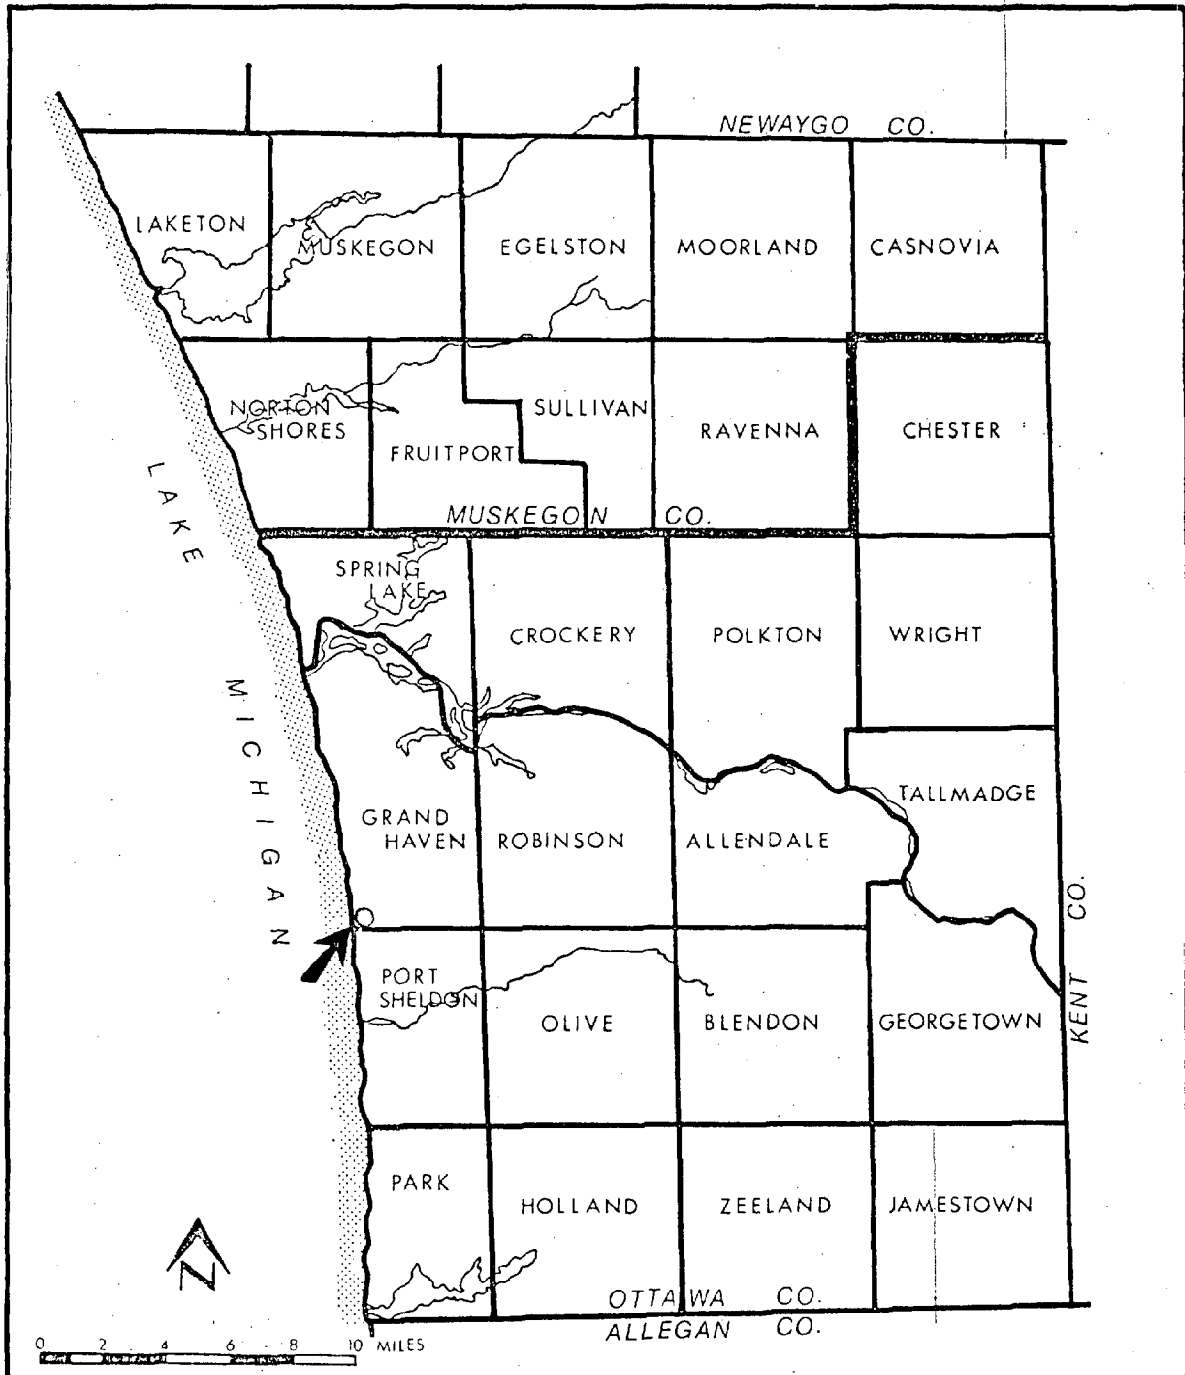 NEWAYGO CO.
LAKETON
MUSKEGON
EGELSTON
MOORLAND
CASNOVIA
NORTON
SHORES
FRUITPORT
SULLIVAN
RAVENNA
CHESTER
MUSKEGON CO.
LAKE MICHIGAN
SPRING
LAKE
CROCKERY
POLKTON
WRIGHT
TALLMADGE
GRAND
HAVEN
ROBINSON
ALLENDALE
KENT CO.
PORT
SHELDON
OLIVE
BLENDON
GEORGETOWN
PARK
HOLLAND
ZEELAND
JAMESTOWN
N
OTTAWA CO.
ALLEGAN CO.
0 2 4 6 8 10 MILES